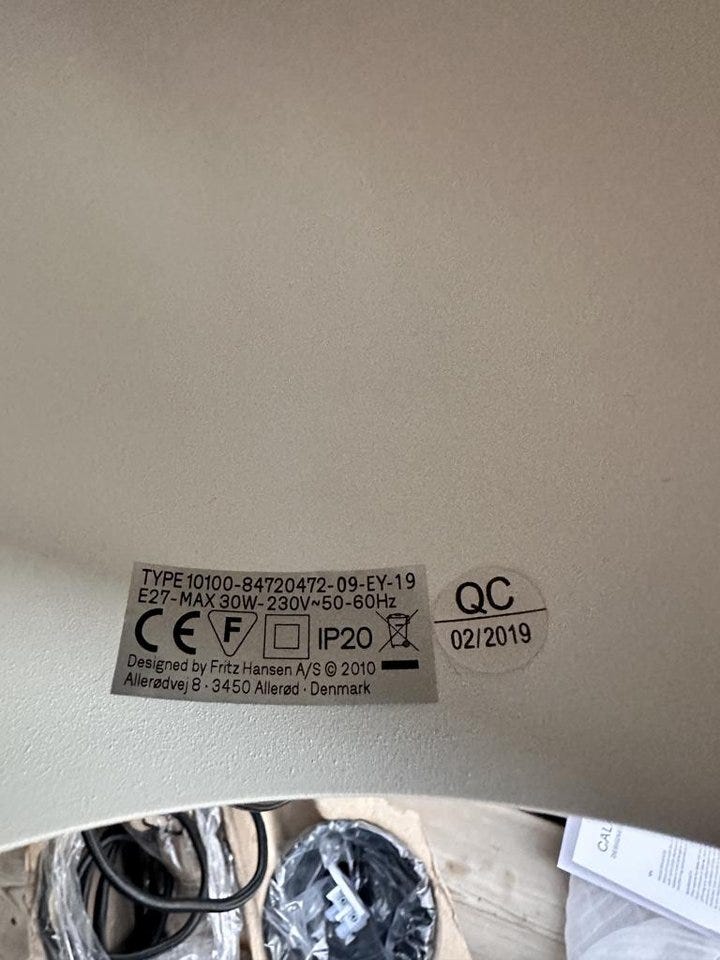 TYPE 10100-84720472-09-EY-19
E27-MAX 30W-230V~50-60Hz
CE F IP20
Designed by Fritz Hansen A/S © 2010
Allerødvej 8 · 3450 Allerød · Denmark
QC
02/2019